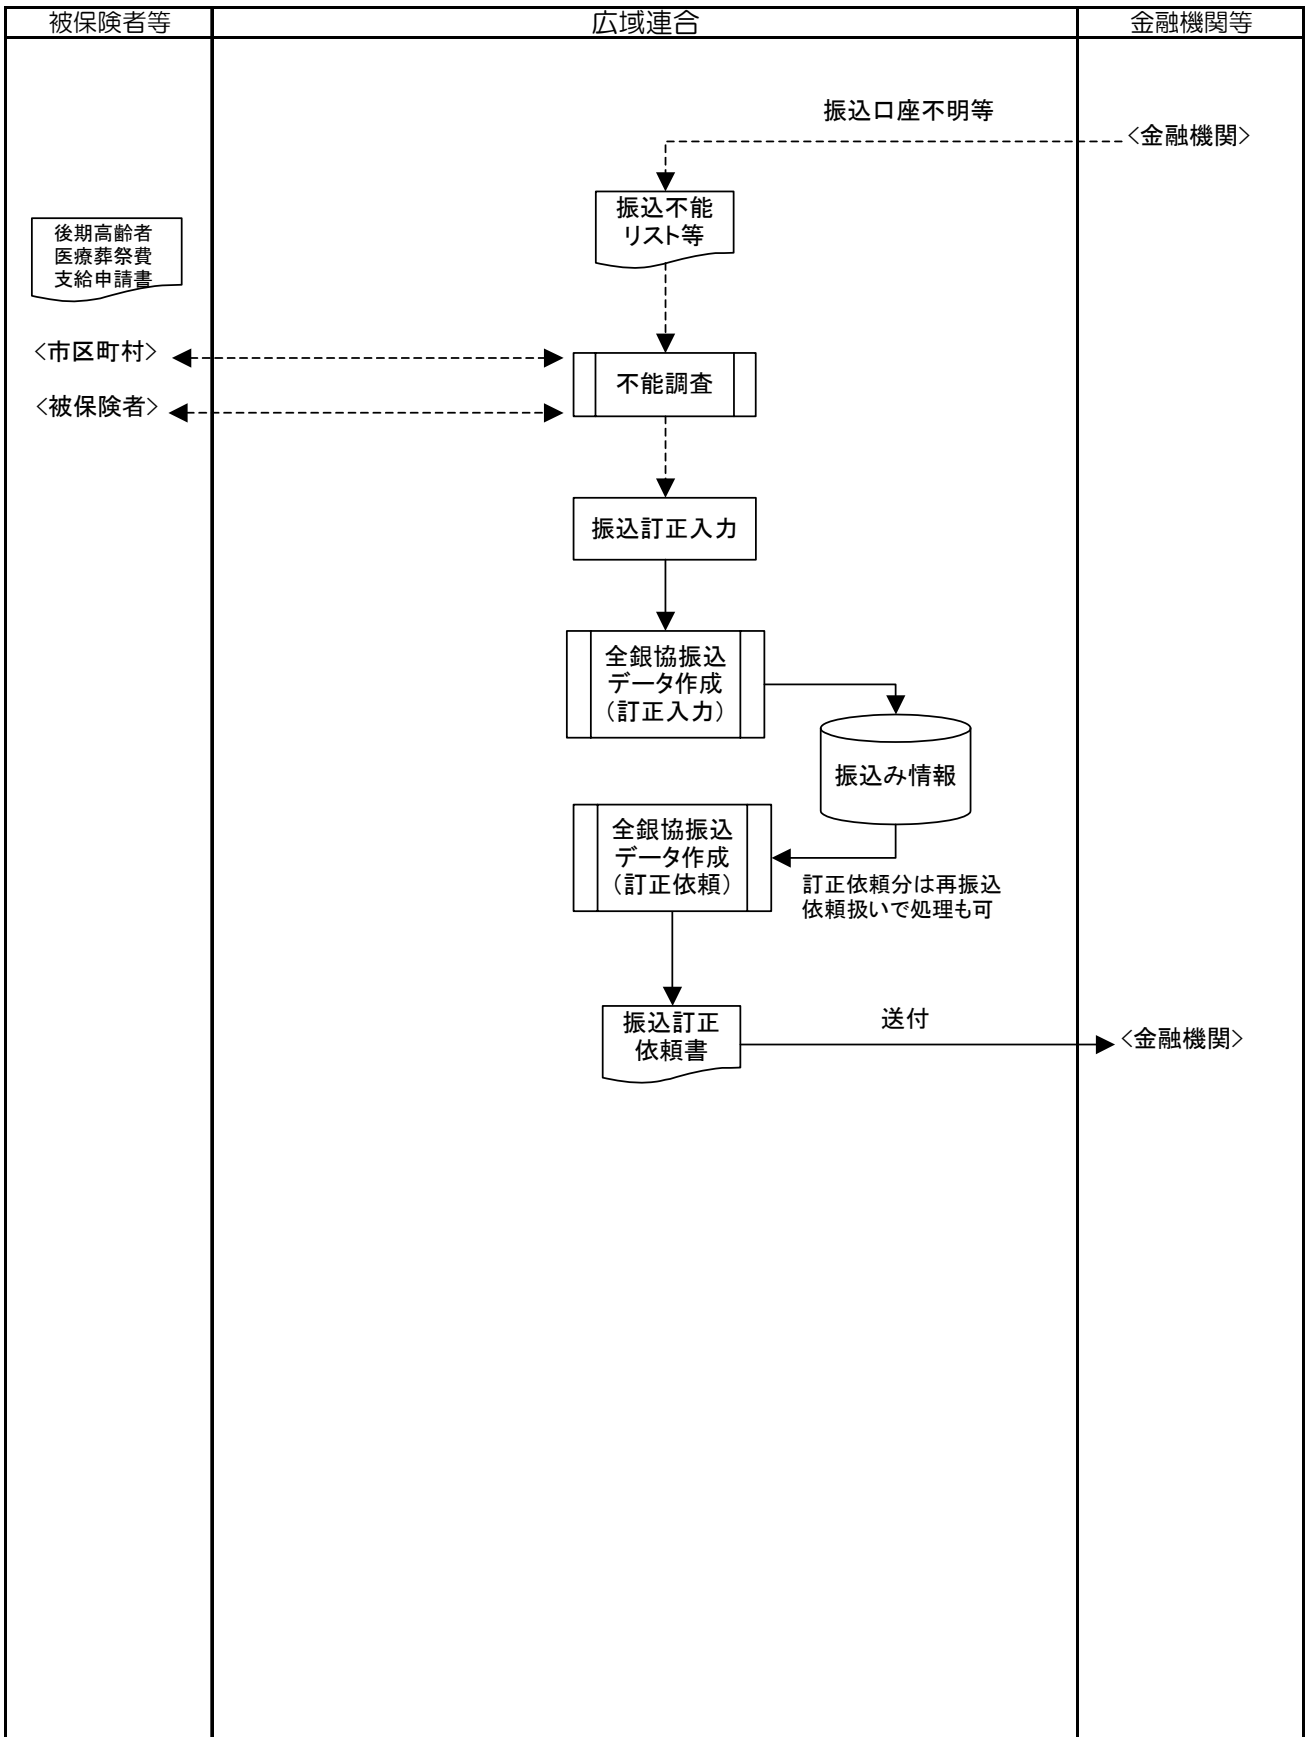 被保険者等
広域連合
金融機関等
振込口座不明等
<金融機関>
振込不能
リスト等
後期高齢者
医療葬祭費
支給申請書
<市区町村>
<被保険者>
不能調査
振込訂正入力
全銀協振込
データ作成
（訂正入力）
振込み情報
全銀協振込
データ作成
（訂正依頼）
訂正依頼分は再振込
依頼扱いで処理も可
振込訂正
依頼書
送付
<金融機関>